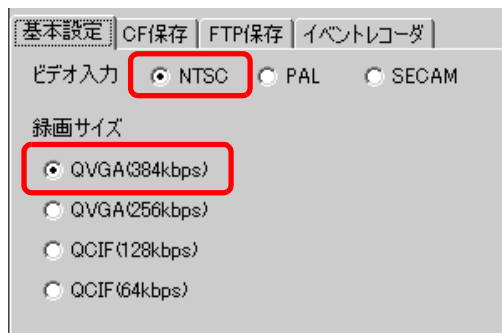 基本設定 CF保存 FTP保存 イベントレコーダ
ビデオ入力 NTSC PAL SECAM
録画サイズ
QVGA(384kbps)
QVGA(256kbps)
QCIF(128kbps)
QCIF(64kbps)